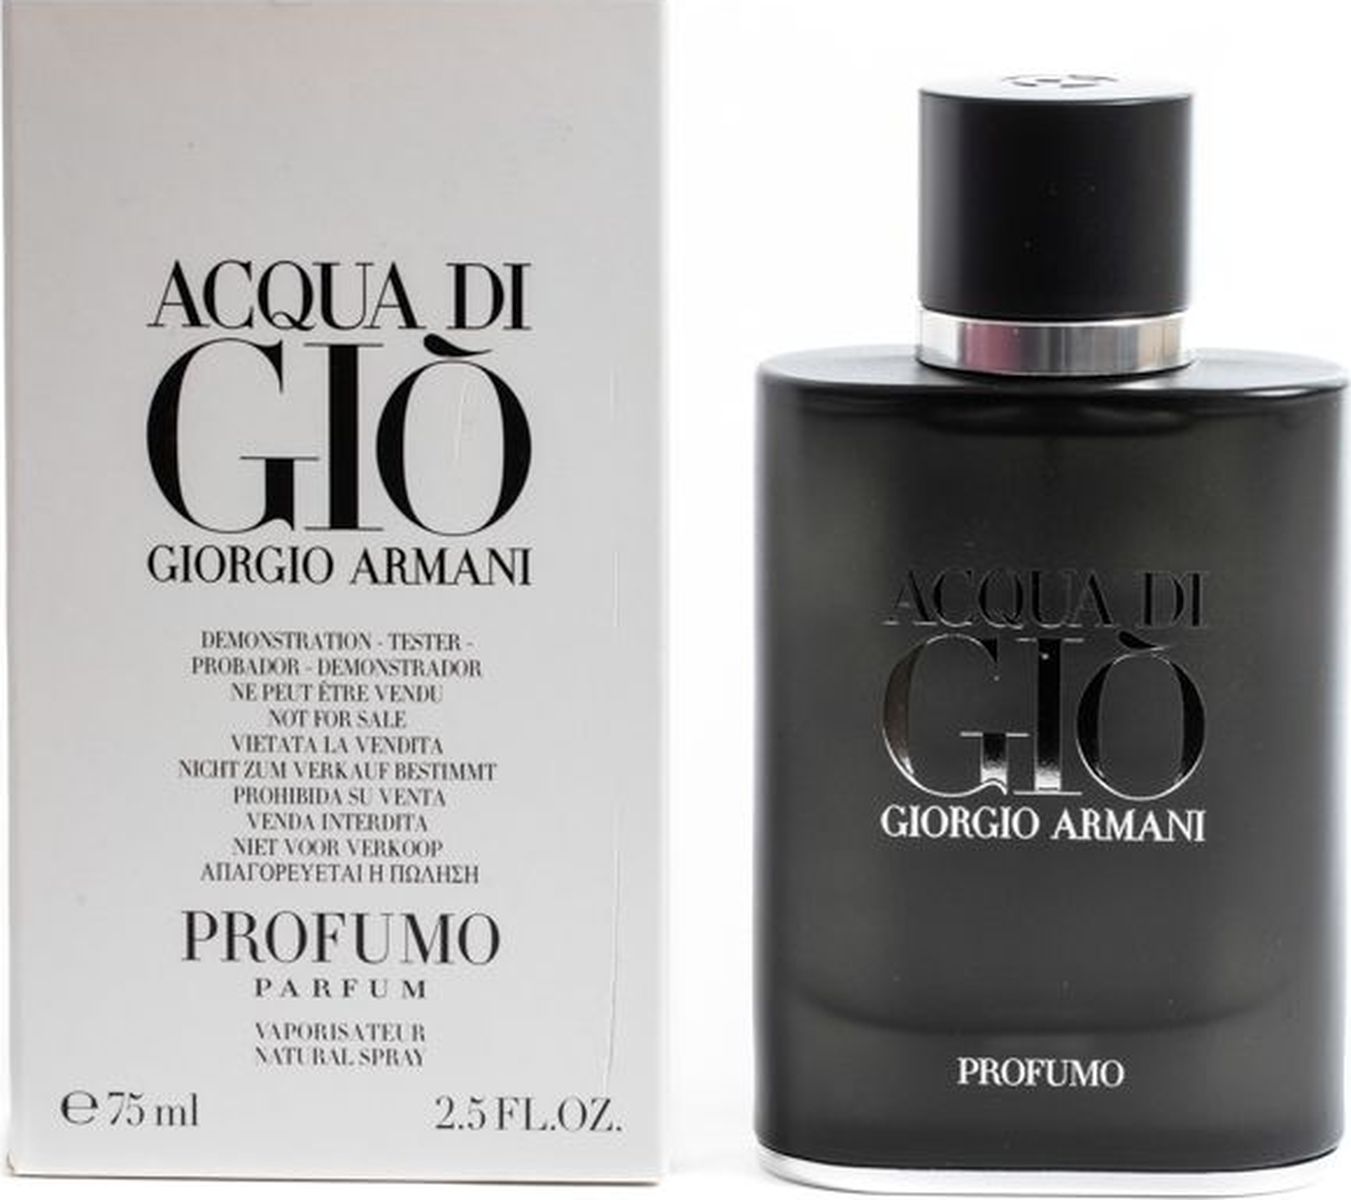 ACQUA DI
GIÒ
GIORGIO ARMANI
DEMONSTRATION - TESTER -
PROBADOR - DEMONSTRADOR
NE PEUT ÊTRE VENDU
NOT FOR SALE
VIETATA LA VENDITA
NICHT ZUM VERKAUF BESTIMMT
PROHIBIDA SU VENTA
VENDA INTERDITA
NIET VOOR VERKOOP
ΑΠΑΓΟΡΕΥΕΤΑΙ Η ΠΩΛΗΣΗ
PROFUMO
PARFUM
VAPORISATEUR
NATURAL SPRAY
℮ 75 ml 2.5 FL.OZ.
ACQUA DI
GIÒ
GIORGIO ARMANI
PROFUMO